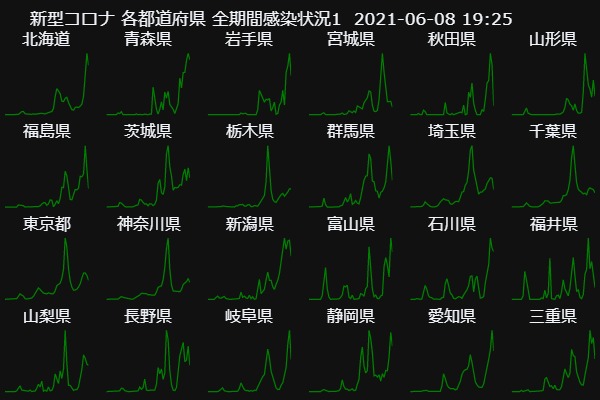 新型コロナ 各都道府県 全期間感染状況1 2021-06-08 19:25
北海道 青森県 岩手県 宮城県 秋田県 山形県
福島県 茨城県 栃木県 群馬県 埼玉県 千葉県
東京都 神奈川県 新潟県 富山県 石川県 福井県
山梨県 長野県 岐阜県 静岡県 愛知県 三重県